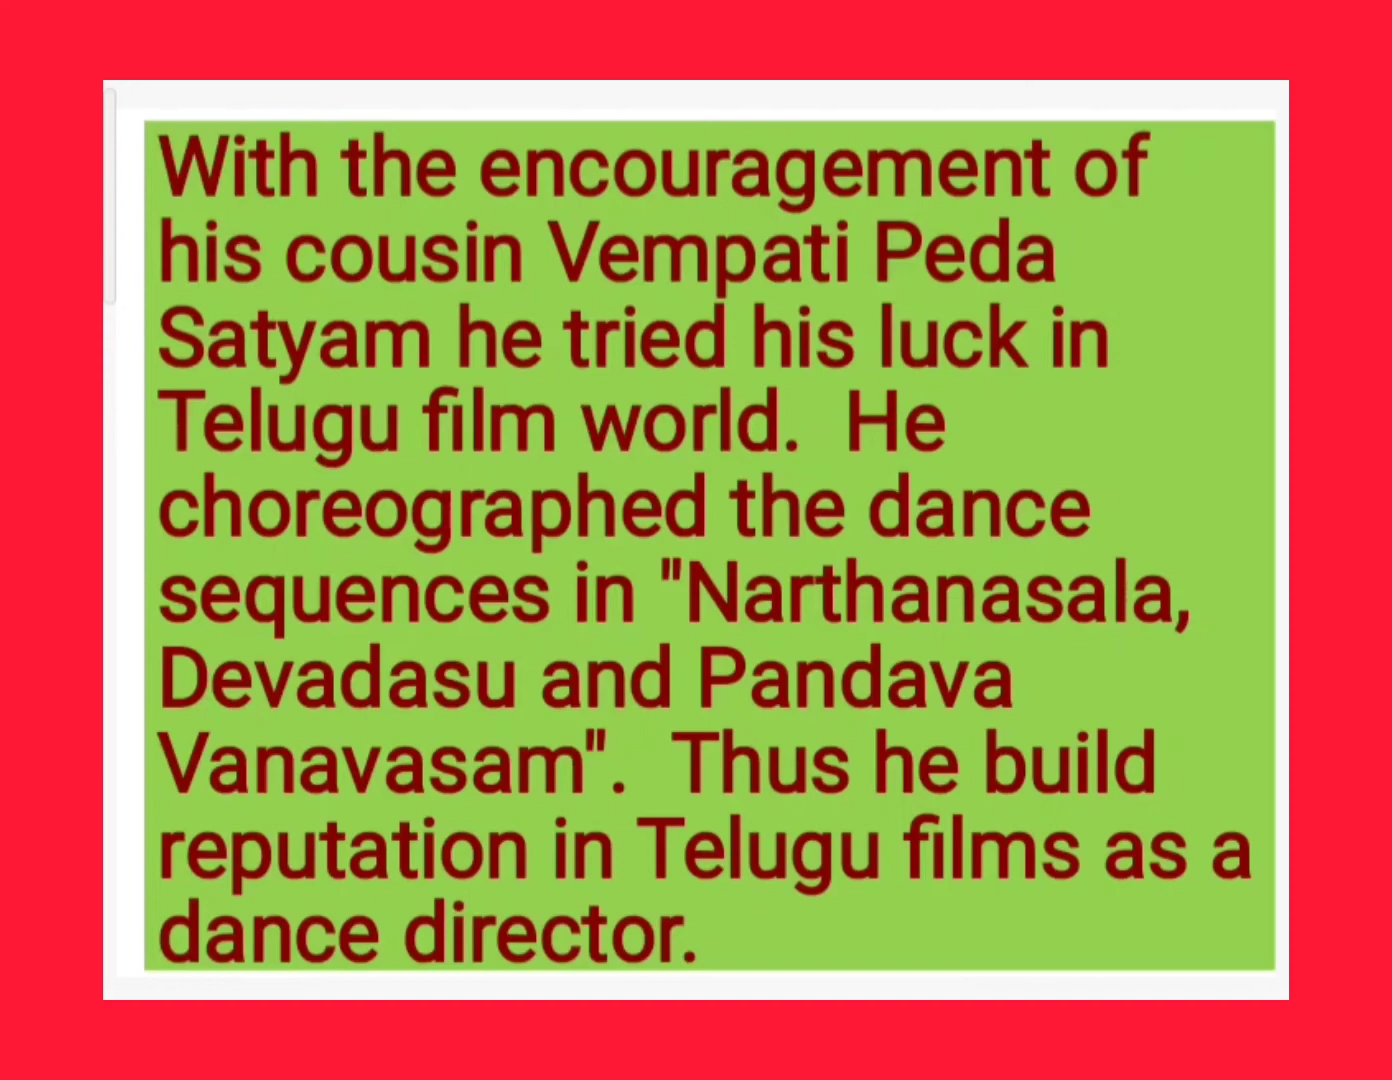 With the encouragement of
his cousin Vempati Peda
Satyam he tried his luck in
Telugu film world.  He
choreographed the dance
sequences in "Narthanasala,
Devadasu and Pandava
Vanavasam".  Thus he build
reputation in Telugu films as a
dance director.